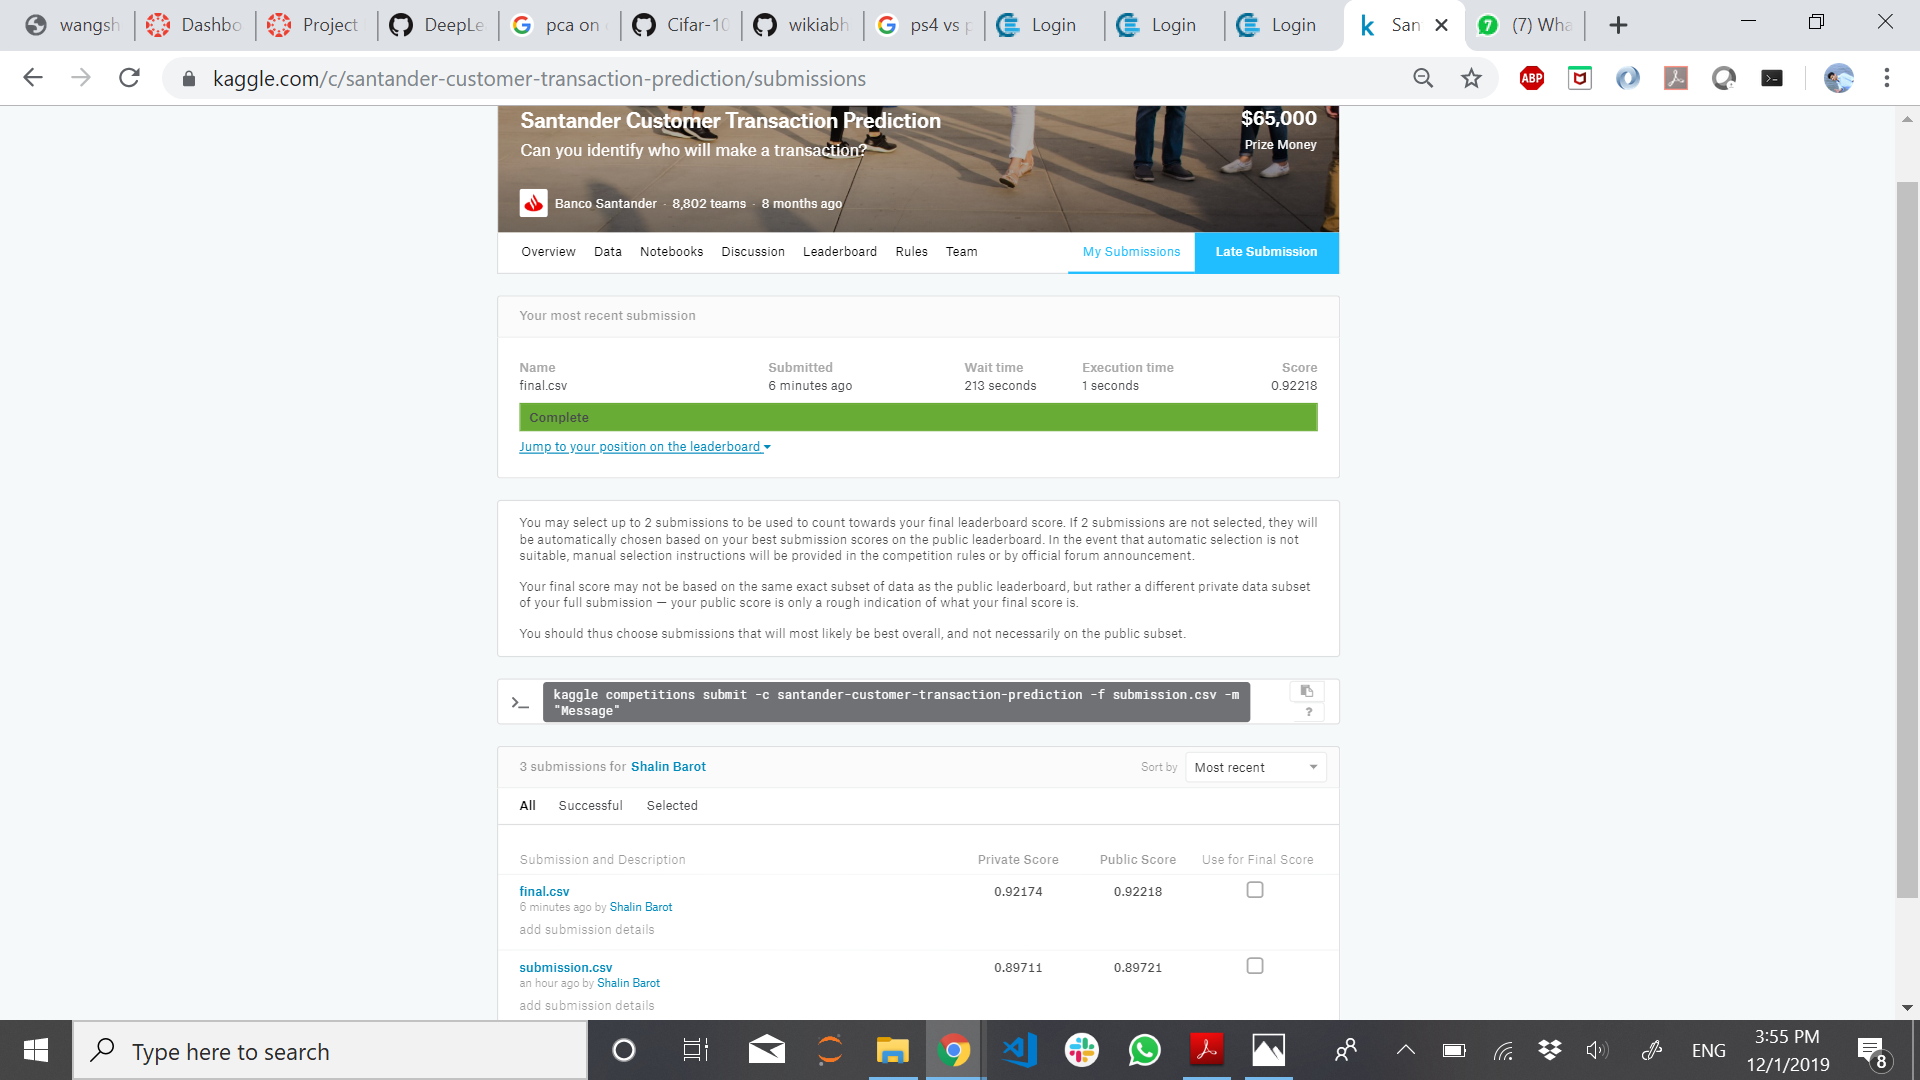 wangsh
Dashbo
Project
DeepLe
pca on
Cifar-10
wikiabh
ps4 vs p
Login
Login
Login
San
(7) Wha
kaggle.com/c/santander-customer-transaction-prediction/submissions
ABP
Santander Customer Transaction Prediction
$65,000
Can you identify who will make a transaction?
Prize Money
Banco Santander · 8,802 teams · 8 months ago
Overview Data Notebooks Discussion Leaderboard Rules Team My Submissions Late Submission
Your most recent submission
Name Submitted Wait time Execution time Score
final.csv 6 minutes ago 213 seconds 1 seconds 0.92218
Complete
Jump to your position on the leaderboard
You may select up to 2 submissions to be used to count towards your final leaderboard score. If 2 submissions are not selected, they will
be automatically chosen based on your best submission scores on the public leaderboard. In the event that automatic selection is not
suitable, manual selection instructions will be provided in the competition rules or by official forum announcement.
Your final score may not be based on the same exact subset of data as the public leaderboard, but rather a different private data subset
of your full submission — your public score is only a rough indication of what your final score is.
You should thus choose submissions that will most likely be best overall, and not necessarily on the public subset.
>_ kaggle competitions submit -c santander-customer-transaction-prediction -f submission.csv -m
"Message"
?
3 submissions for Shalin Barot
Sort by Most recent
All Successful Selected
Submission and Description Private Score Public Score Use for Final Score
final.csv 0.92174 0.92218
6 minutes ago by Shalin Barot
add submission details
submission.csv 0.89711 0.89721
an hour ago by Shalin Barot
add submission details
Type here to search
ENG
3:55 PM
12/1/2019
8